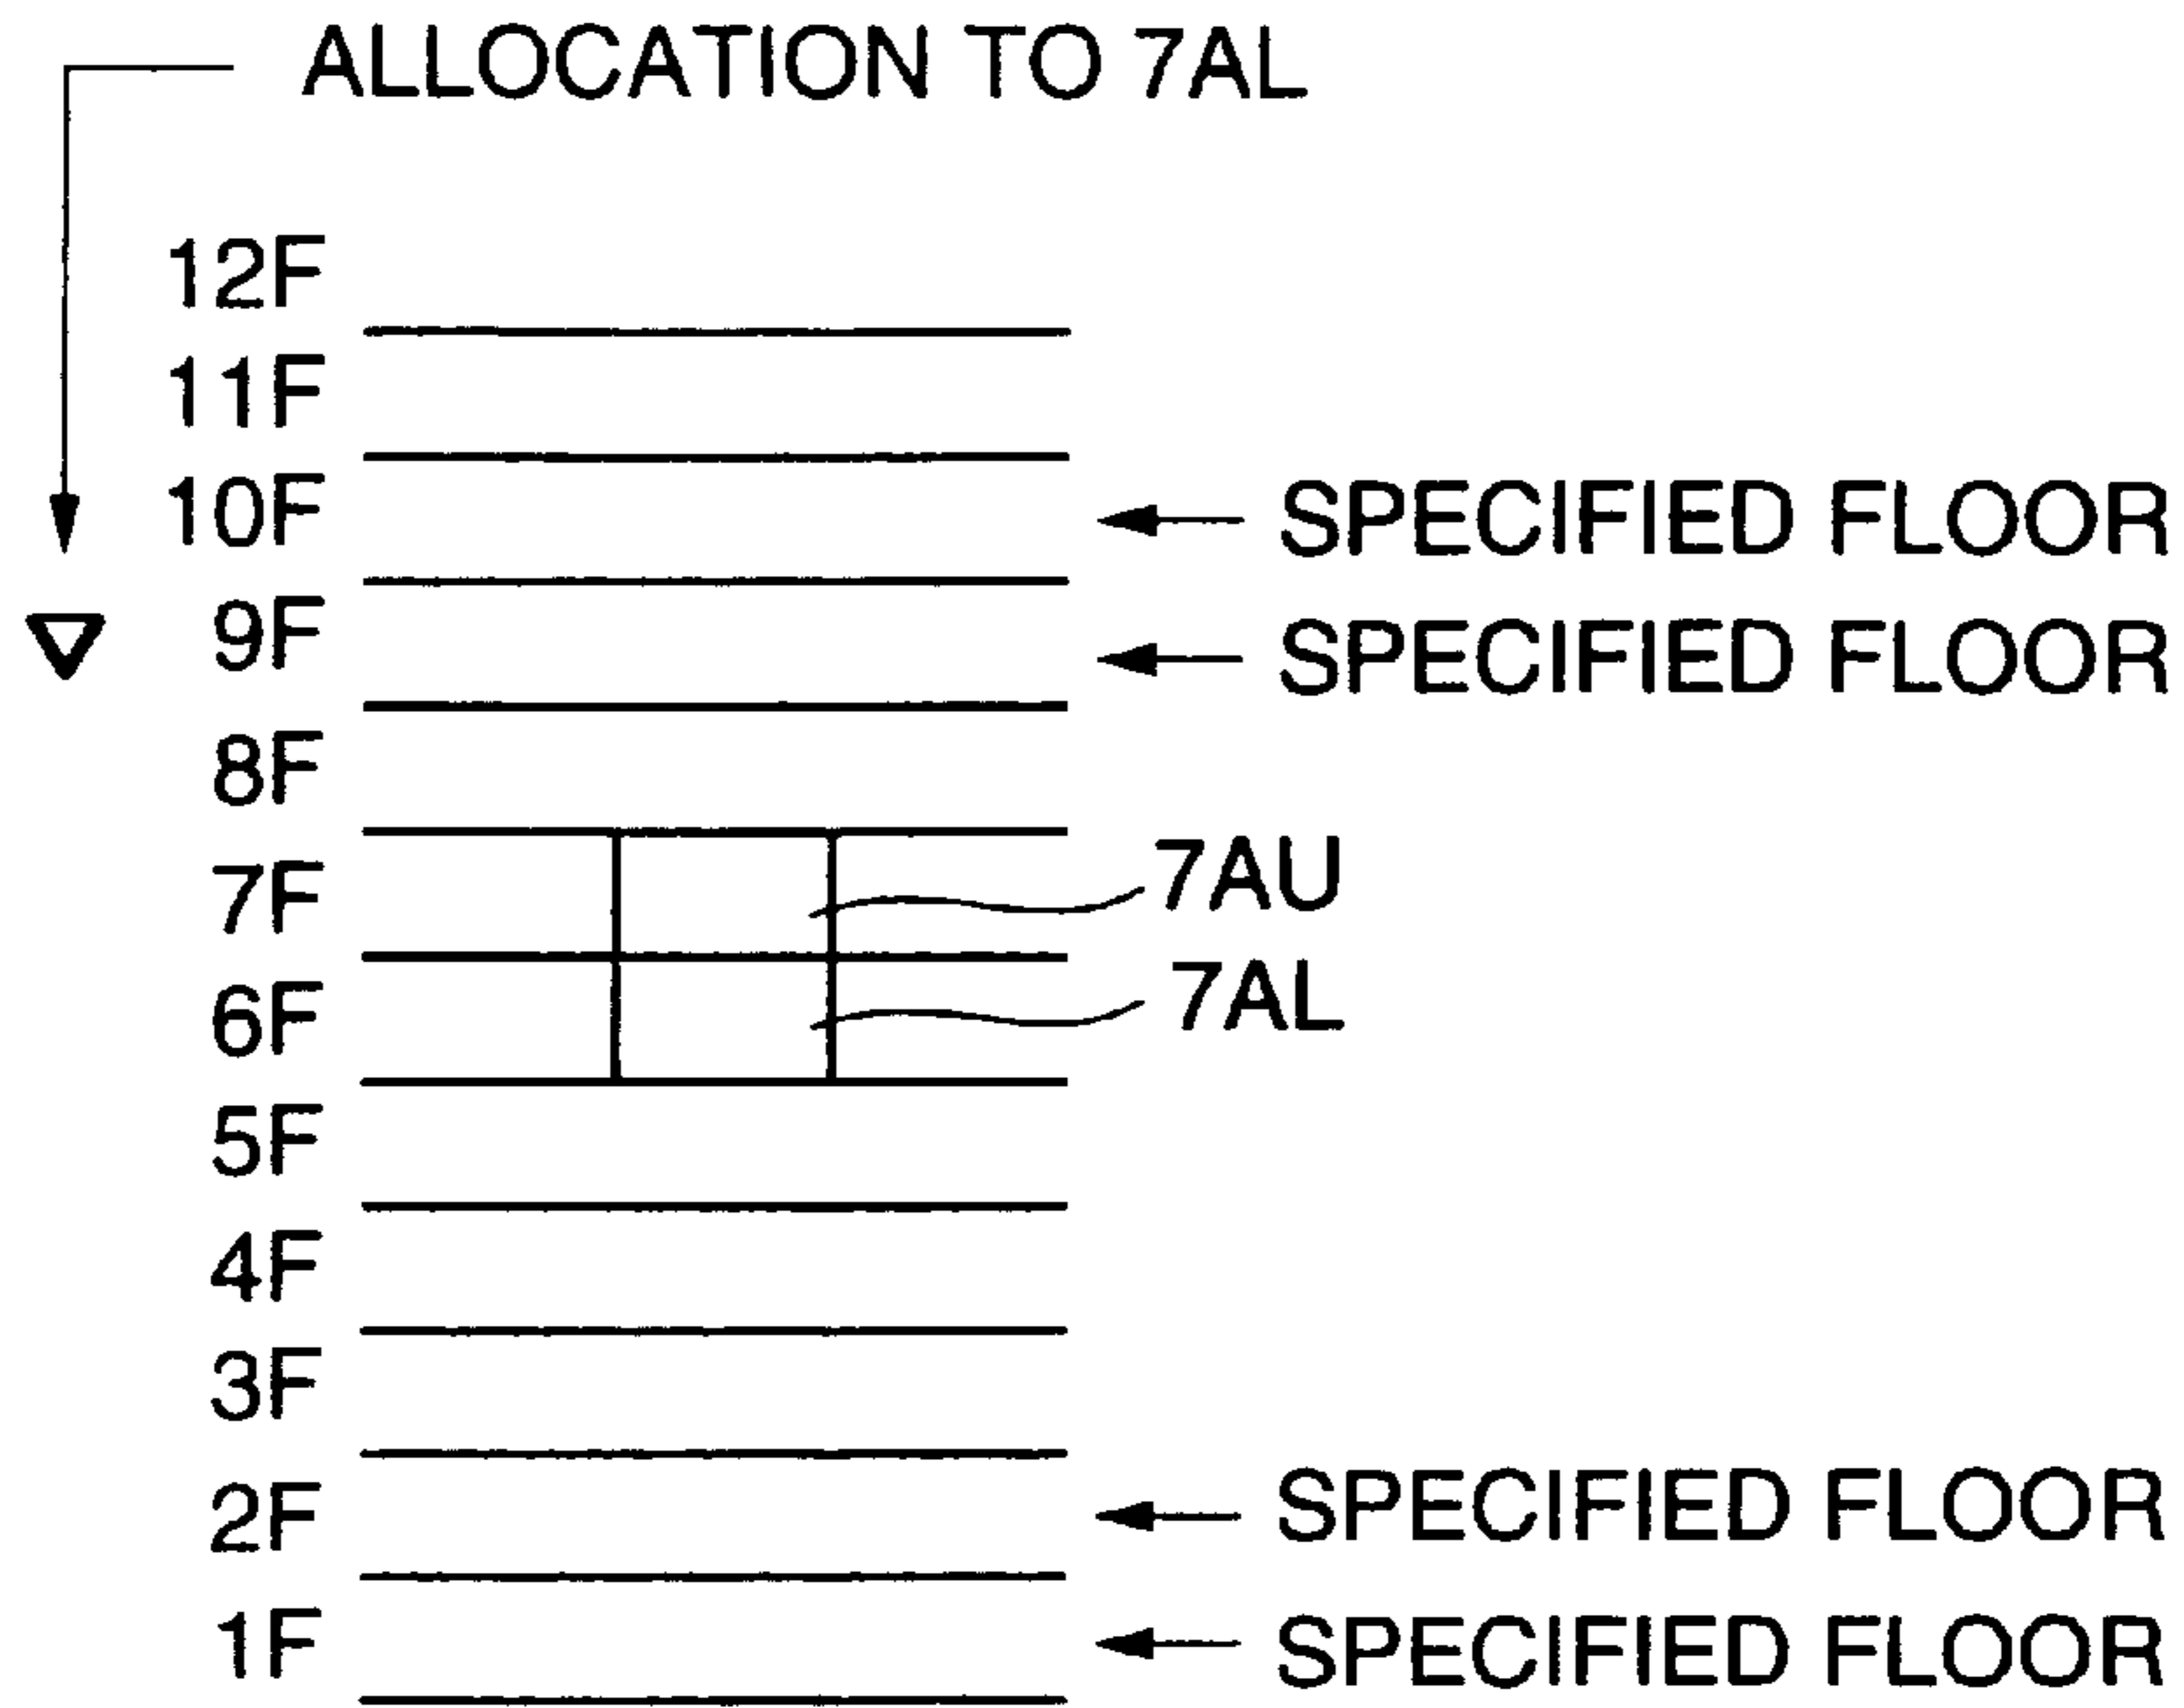 ALLOCATION TO 7AL
12F
11F
10F SPECIFIED FLOOR
9F SPECIFIED FLOOR
8F
7F 7AU
6F 7AL
5F
4F
3F
2F SPECIFIED FLOOR
1F SPECIFIED FLOOR